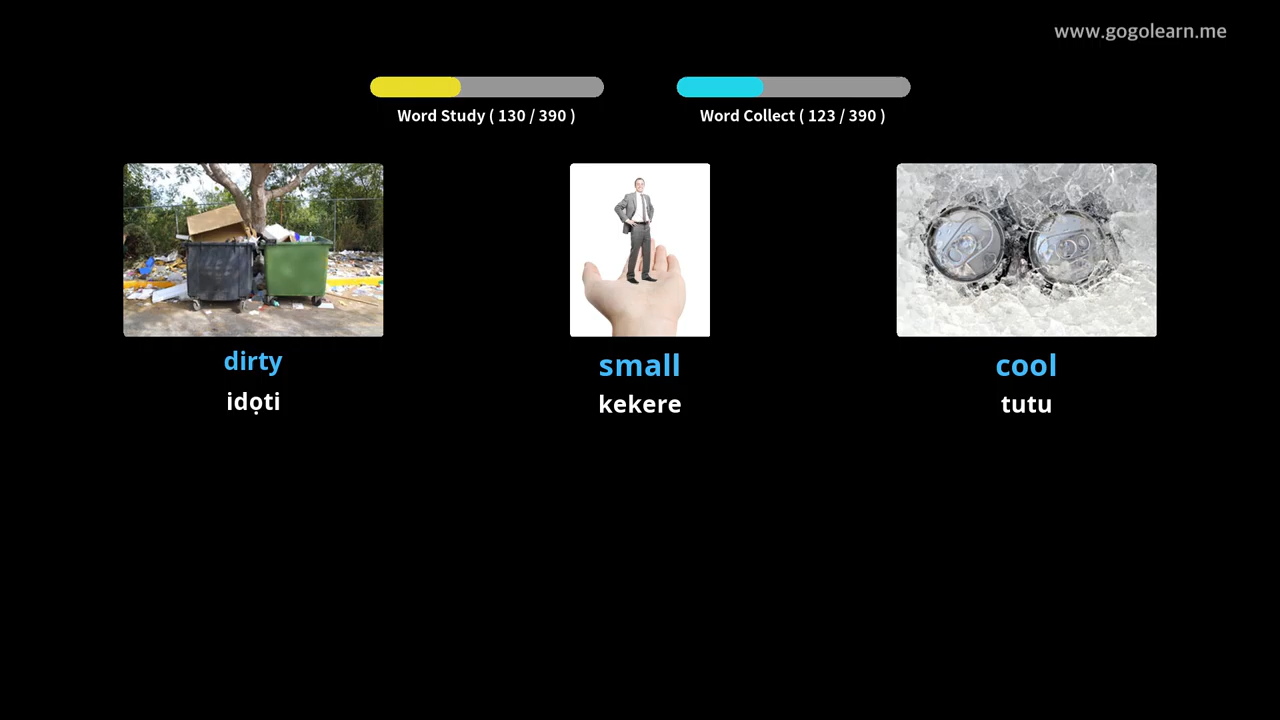 www.gogolearn.me
Word Study ( 130 / 390 )
Word Collect ( 123 / 390 )
dirty
small
cool
idọti
kekere
tutu